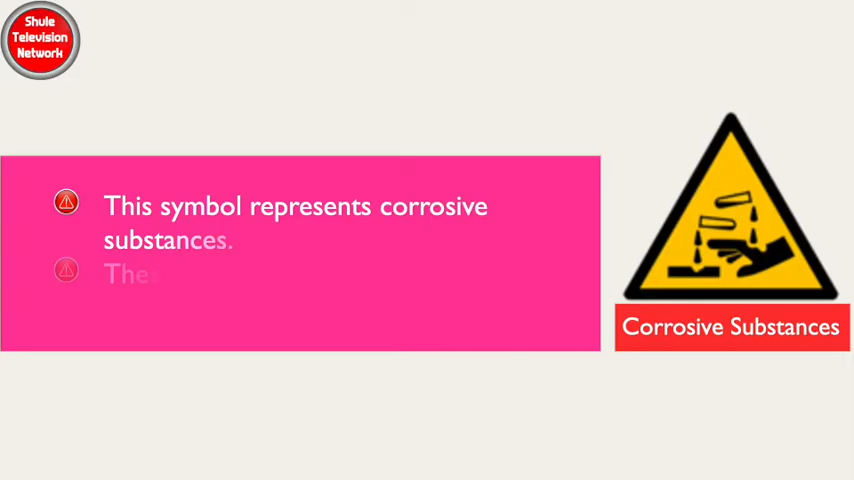 Shule
Television
Network
This symbol represents corrosive
substances.
Corrosive Substances